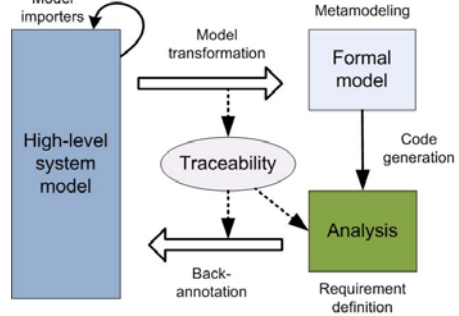 Model
importers
Model
transformation
Metamodeling
Formal
model
High-level
system
model
Traceability
Code
generation
Analysis
Back-
annotation
Requirement
definition